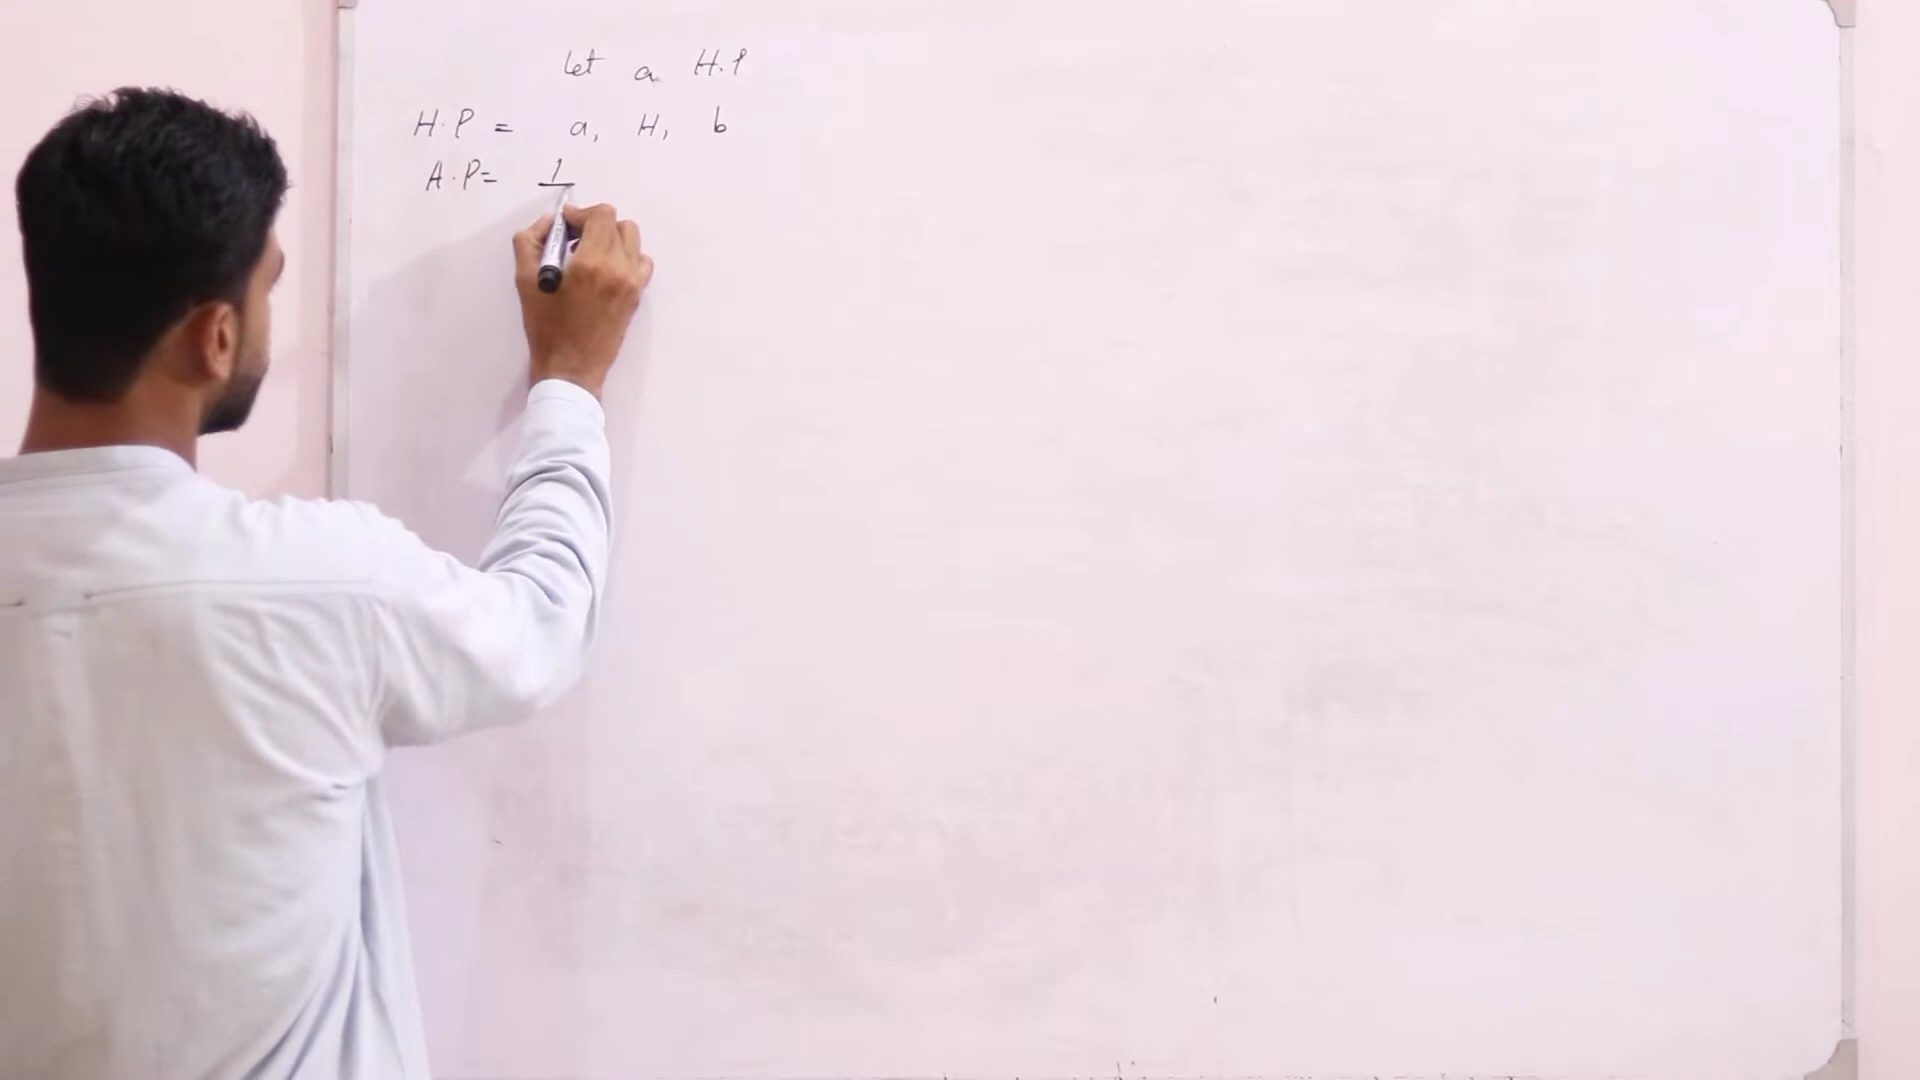 Let a H.P
H.P = a, H, b
A.P= 1/